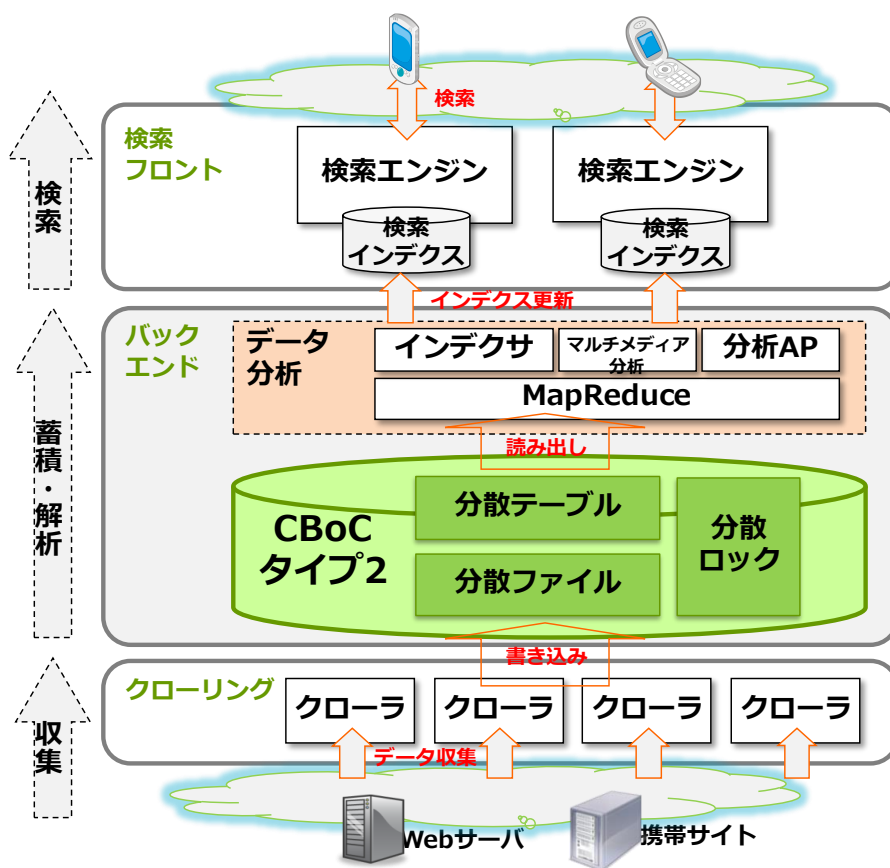 検索
検索
検索
フロント
検索エンジン
検索エンジン
検索
インデクス
検索
インデクス
インデクス更新
蓄積・解析
バック
エンド
データ
分析
インデクサ
マルチメディア
分析
分析AP
MapReduce
読み出し
CBoC
タイプ2
分散テーブル
分散ファイル
分散
ロック
書き込み
収集
クローリング
クローラ
クローラ
クローラ
クローラ
データ収集
Webサーバ
携帯サイト